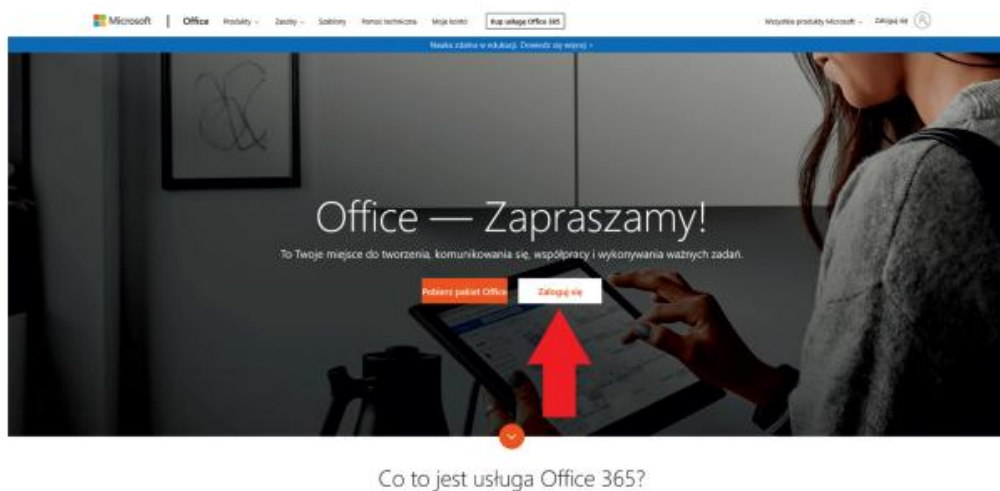 Microsoft | Office Produkty Zasoby Szablony Pomoc techniczna Moje konto Kup usługę Office 365 Wszystkie produkty Microsoft Zaloguj się
Nauka zdalna w edukacji. Dowiedz się więcej >
Office — Zapraszamy!
To Twoje miejsce do tworzenia, komunikowania się, współpracy i wykonywania ważnych zadań.
Pobierz pakiet Office Zaloguj się
Co to jest usługa Office 365?